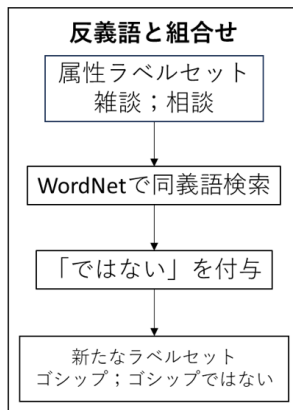 反義語と組合せ
属性ラベルセット
雑談；相談
WordNetで同義語検索
「ではない」を付与
新たなラベルセット
ゴシップ；ゴシップではない